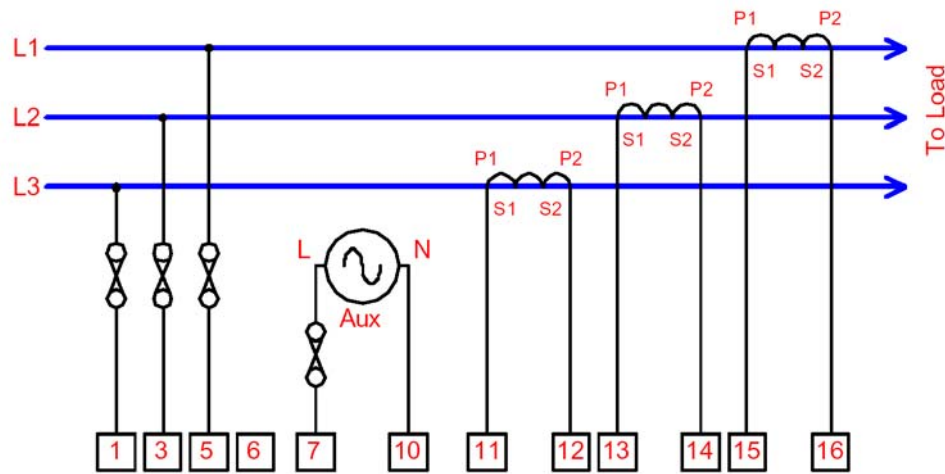 P1 P2
L1
S1 S2
P1 P2
L2
S1 S2
To Load
P1 P2
L3
S1 S2
L N
Aux
1 3 5 6 7 10 11 12 13 14 15 16